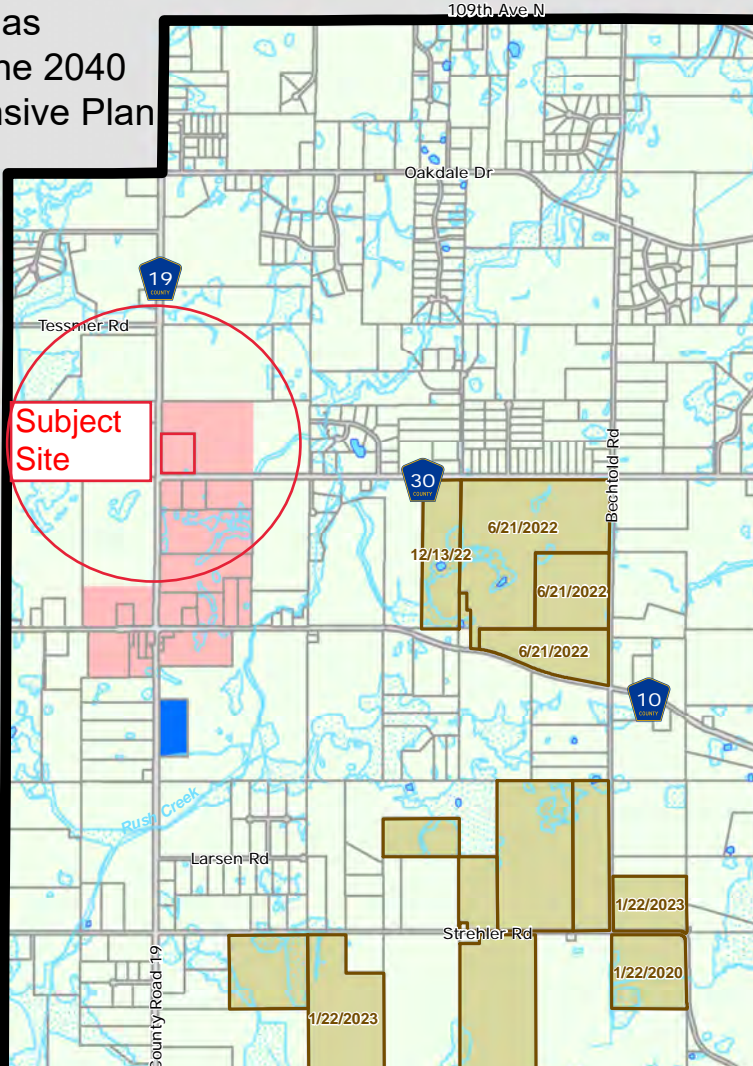 as
ne 2040
nsive Plan
109th Ave N
Oakdale Dr
19
COUNTY
Tessmer Rd
Subject
Site
30
COUNTY
Bechtold Rd
6/21/2022
12/13/22
6/21/2022
6/21/2022
10
COUNTY
Rush Creek
Larsen Rd
1/22/2023
Strehler Rd
1/22/2020
County Road 19
1/22/2023